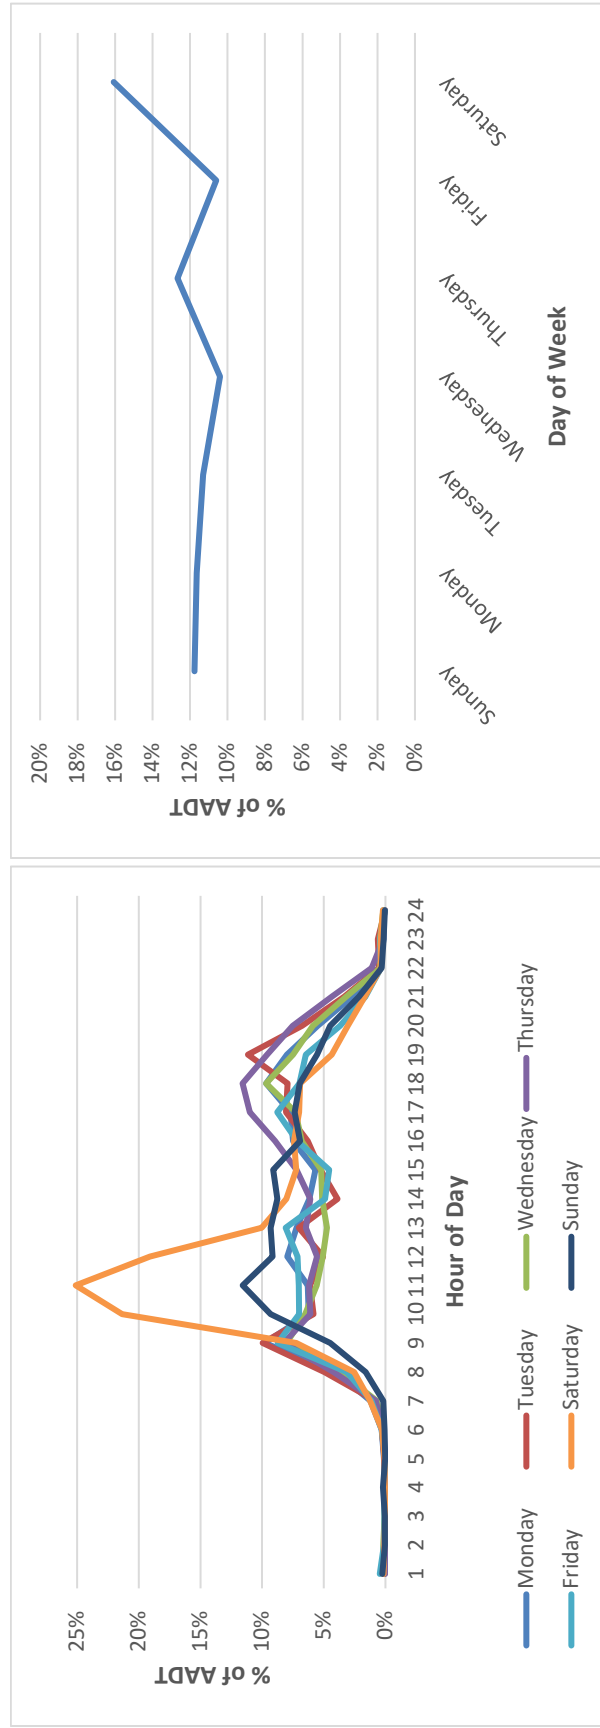 % of AADT
25%
20%
15%
10%
5%
0%
1 2 3 4 5 6 7 8 9 10 11 12 13 14 15 16 17 18 19 20 21 22 23 24
Hour of Day
Monday Tuesday Wednesday Thursday
Friday Saturday Sunday
% of AADT
20%
18%
16%
14%
12%
10%
8%
6%
4%
2%
0%
Sunday Monday Tuesday Wednesday Thursday Friday Saturday
Day of Week